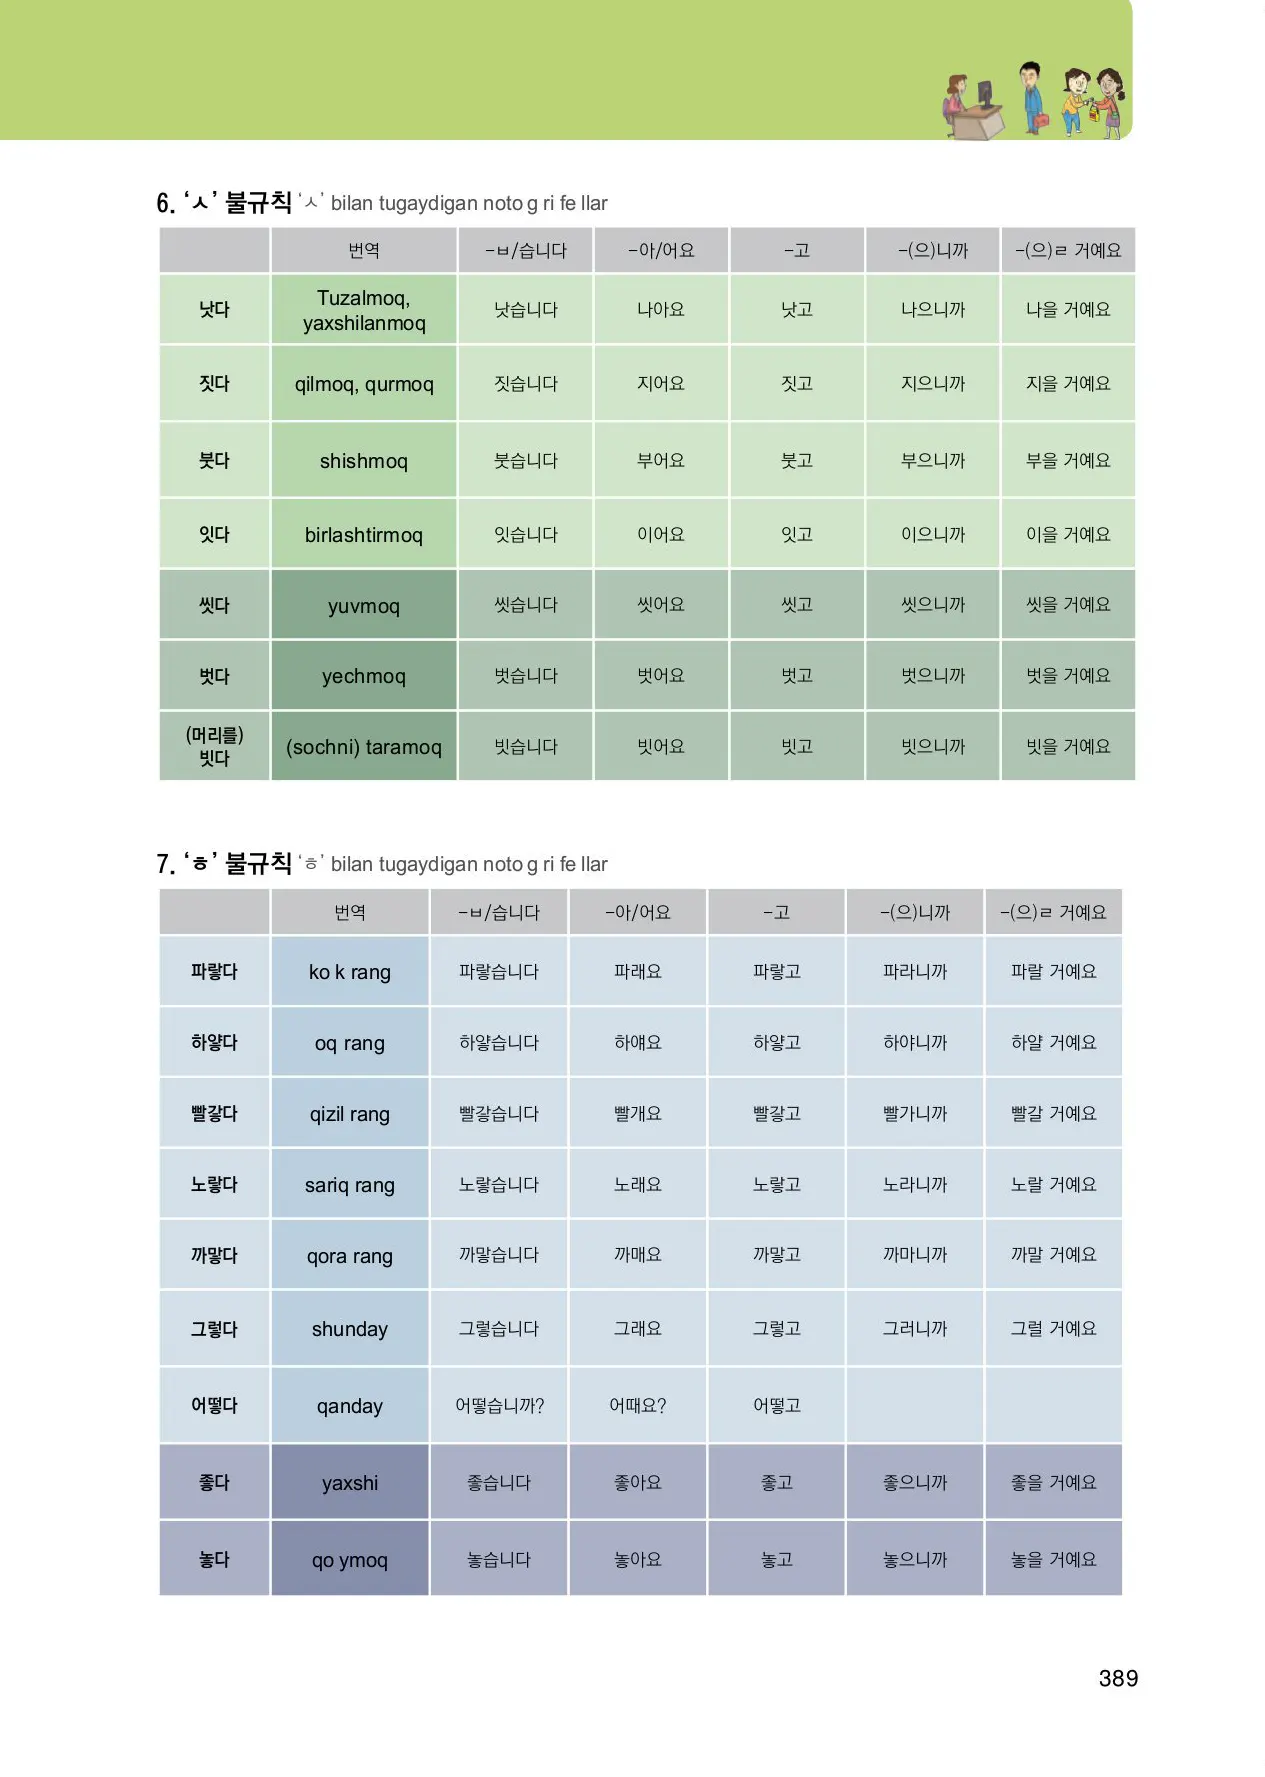 6. ‘ㅅ’ 불규칙 ‘ㅅ’ bilan tugaydigan noto g ri fe llar
번역 -ㅂ/습니다 -아/어요 -고 -(으)니까 -(으)ㄹ 거예요
낫다 Tuzalmoq, yaxshilanmoq 낫습니다 나아요 낫고 나으니까 나을 거예요
짓다 qilmoq, qurmoq 짓습니다 지어요 짓고 지으니까 지을 거예요
붓다 shishmoq 붓습니다 부어요 붓고 부으니까 부을 거예요
잇다 birlashtirmoq 잇습니다 이어요 잇고 이으니까 이을 거예요
씻다 yuvmoq 씻습니다 씻어요 씻고 씻으니까 씻을 거예요
벗다 yechmoq 벗습니다 벗어요 벗고 벗으니까 벗을 거예요
(머리를) 빗다 (sochni) taramoq 빗습니다 빗어요 빗고 빗으니까 빗을 거예요
7. ‘ㅎ’ 불규칙 ‘ㅎ’ bilan tugaydigan noto g ri fe llar
번역 -ㅂ/습니다 -아/어요 -고 -(으)니까 -(으)ㄹ 거예요
파랗다 ko k rang 파랗습니다 파래요 파랗고 파라니까 파랄 거예요
하얗다 oq rang 하얗습니다 하얘요 하얗고 하야니까 하얄 거예요
빨갛다 qizil rang 빨갛습니다 빨개요 빨갛고 빨가니까 빨갈 거예요
노랗다 sariq rang 노랗습니다 노래요 노랗고 노라니까 노랄 거예요
까맣다 qora rang 까맣습니다 까매요 까맣고 까마니까 까말 거예요
그렇다 shunday 그렇습니다 그래요 그렇고 그러니까 그럴 거예요
어떻다 qanday 어떻습니까? 어때요? 어떻고
좋다 yaxshi 좋습니다 좋아요 좋고 좋으니까 좋을 거예요
놓다 qo ymoq 놓습니다 놓아요 놓고 놓으니까 놓을 거예요
389